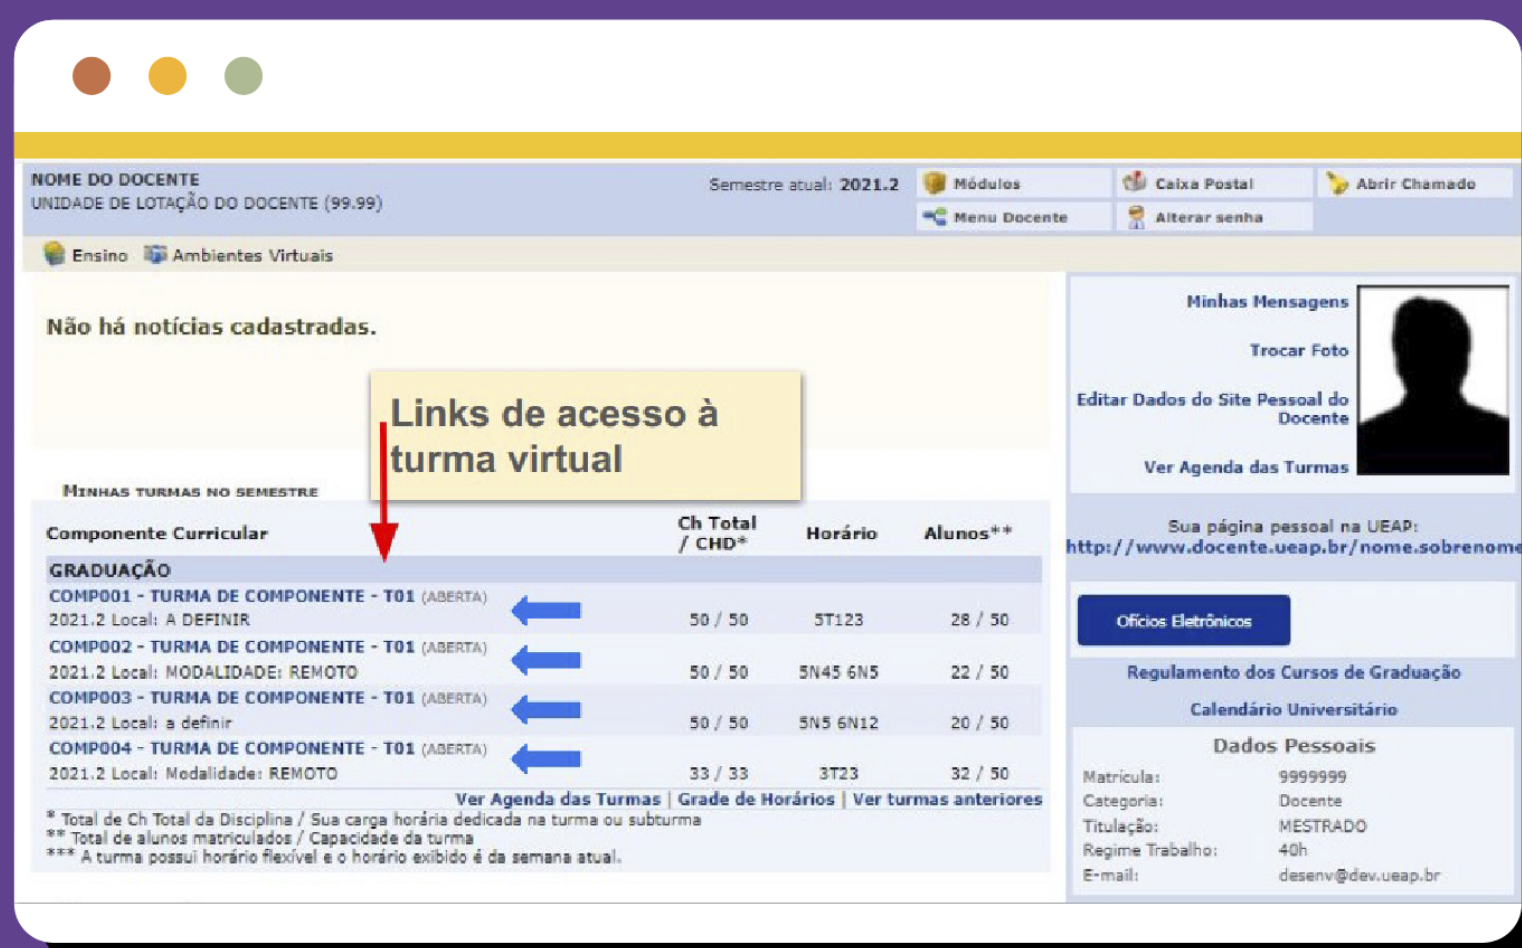 NOME DO DOCENTE
UNIDADE DE LOTAÇÃO DO DOCENTE (99.99)
Semestre atual: 2021.2
Módulos
Caixa Postal
Abrir Chamado
Menu Docente
Alterar senha
Ensino
Ambientes Virtuais
Não há notícias cadastradas.
Links de acesso à
turma virtual
MINHAS TURMAS NO SEMESTRE
Componente Curricular
Ch Total
/ CHD*
Horário
Alunos**
GRADUAÇÃO
COMP001 - TURMA DE COMPONENTE - T01 (ABERTA)
2021.2 Local: A DEFINIR 50 / 50 5T123 28 / 50
COMP002 - TURMA DE COMPONENTE - T01 (ABERTA)
2021.2 Local: MODALIDADE: REMOTO 50 / 50 5N45 6N5 22 / 50
COMP003 - TURMA DE COMPONENTE - T01 (ABERTA)
2021.2 Local: a definir 50 / 50 5N5 6N12 20 / 50
COMP004 - TURMA DE COMPONENTE - T01 (ABERTA)
2021.2 Local: Modalidade: REMOTO 33 / 33 3T23 32 / 50
Ver Agenda das Turmas | Grade de Horários | Ver turmas anteriores
* Total de Ch Total da Disciplina / Sua carga horária dedicada na turma ou subturma
** Total de alunos matriculados / Capacidade da turma
*** A turma possui horário flexível e o horário exibido é da semana atual.
Minhas Mensagens
Trocar Foto
Editar Dados do Site Pessoal do
Docente
Ver Agenda das Turmas
Sua página pessoal na UEAP:
http://www.docente.ueap.br/nome.sobrenome
Ofícios Eletrônicos
Regulamento dos Cursos de Graduação
Calendário Universitário
Dados Pessoais
Matrícula: 9999999
Categoria: Docente
Titulação: MESTRADO
Regime Trabalho: 40h
E-mail: desenv@dev.ueap.br